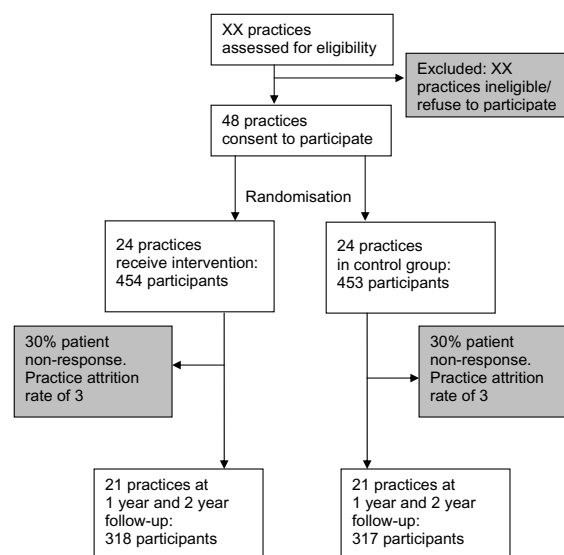 XX practices
assessed for eligibility
Excluded: XX
practices ineligible/
refuse to participate
48 practices
consent to participate
Randomisation
24 practices
receive intervention:
454 participants
24 practices
in control group:
453 participants
30% patient
non-response.
Practice attrition
rate of 3
30% patient
non-response.
Practice attrition
rate of 3
21 practices at
1 year and 2 year
follow-up:
318 participants
21 practices at
1 year and 2 year
follow-up:
317 participants